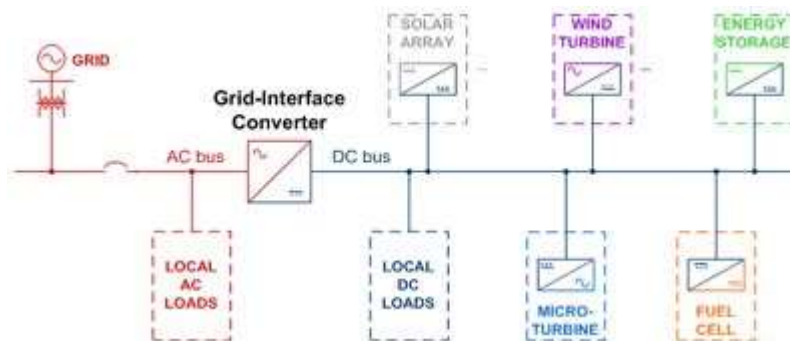 SOLAR
ARRAY
WIND
TURBINE
ENERGY
STORAGE
GRID
Grid-Interface
Converter
AC bus
DC bus
LOCAL
AC
LOADS
LOCAL
DC
LOADS
MICRO-
TURBINE
FUEL
CELL